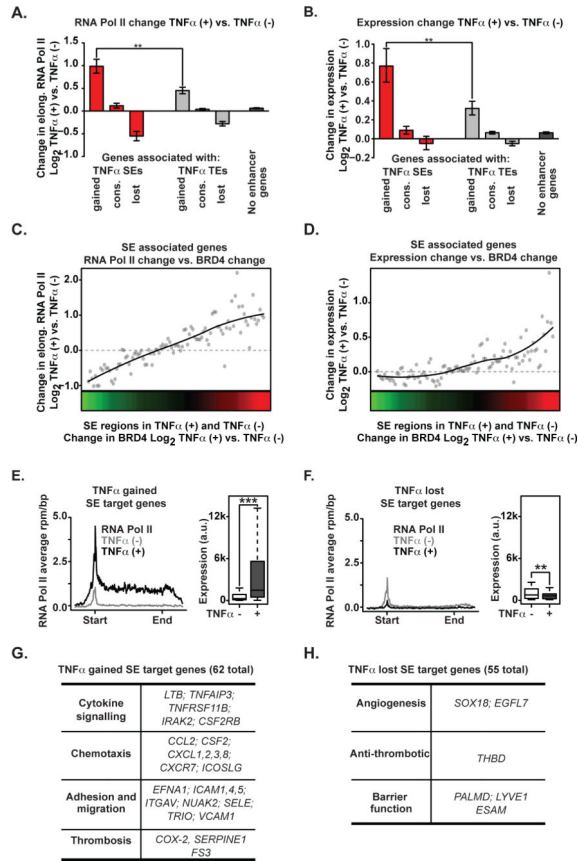 A.
RNA Pol II change TNFα (+) vs. TNFα (-)
Change in elong. RNA Pol II
Log2 TNFα (+) vs. TNFα (-)
1.0
0.5
0.0
-0.5
-1.0
**
Genes associated with:
TNFα SEs
TNFα TEs
gained
cons.
lost
gained
cons.
lost
No enhancer
genes
B.
Expression change TNFα (+) vs. TNFα (-)
Change in expression
Log2 TNFα (+) vs. TNFα (-)
1.0
0.8
0.6
0.4
0.2
0.0
-0.2
**
Genes associated with:
TNFα SEs
TNFα TEs
gained
cons.
lost
gained
cons.
lost
No enhancer
genes
C.
SE associated genes
RNA Pol II change vs. BRD4 change
Change in elong. RNA Pol II
Log2 TNFα (+) vs. TNFα (-)
2.0
1.0
0.0
-1.0
SE regions in TNFα (+) and TNFα (-)
Change in BRD4 Log2 TNFα (+) vs. TNFα (-)
D.
SE associated genes
Expression change vs. BRD4 change
Change in expression
Log2 TNFα (+) vs. TNFα (-)
1.0
0.0
SE regions in TNFα (+) and TNFα (-)
Change in BRD4 Log2 TNFα (+) vs. TNFα (-)
E.
TNFα gained
SE target genes
RNA Pol II average rpm/bp
5.0
2.5
0.0
RNA Pol II
TNFα (-)
TNFα (+)
Start
End
Expression (a.u.)
12k
6k
0
***
TNFα - +
F.
TNFα lost
SE target genes
RNA Pol II average rpm/bp
5.0
2.5
0.0
RNA Pol II
TNFα (-)
TNFα (+)
Start
End
Expression (a.u.)
12k
6k
0
**
TNFα - +
G.
TNFα gained SE target genes (62 total)
Cytokine
signalling
LTB; TNFAIP3;
TNFRSF11B;
IRAK2; CSF2RB
Chemotaxis
CCL2; CSF2;
CXCL1,2,3,8;
CXCR7; ICOSLG
Adhesion and
migration
EFNA1; ICAM1,4,5;
ITGAV; NUAK2; SELE;
TRIO; VCAM1
Thrombosis
COX-2, SERPINE1
FS3
H.
TNFα lost SE target genes (55 total)
Angiogenesis
SOX18; EGFL7
Anti-thrombotic
THBD
Barrier
function
PALMD; LYVE1
ESAM